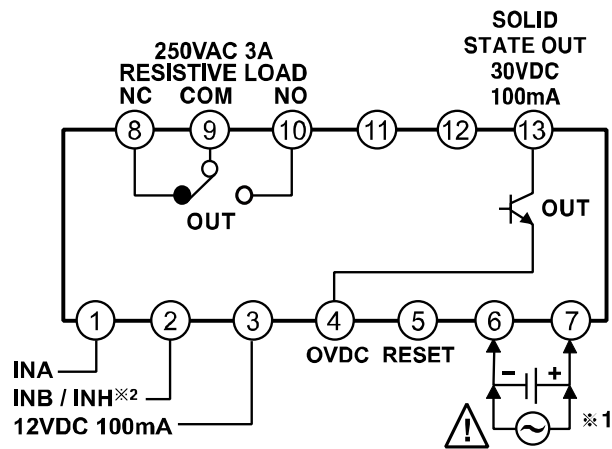 250VAC 3A
RESISTIVE LOAD
NC COM NO
SOLID
STATE OUT
30VDC
100mA
8 9 10 11 12 13
OUT
OUT
1 2 3 4 5 6 7
OVDC RESET
INA
INB / INH※2
12VDC 100mA
- +
※1